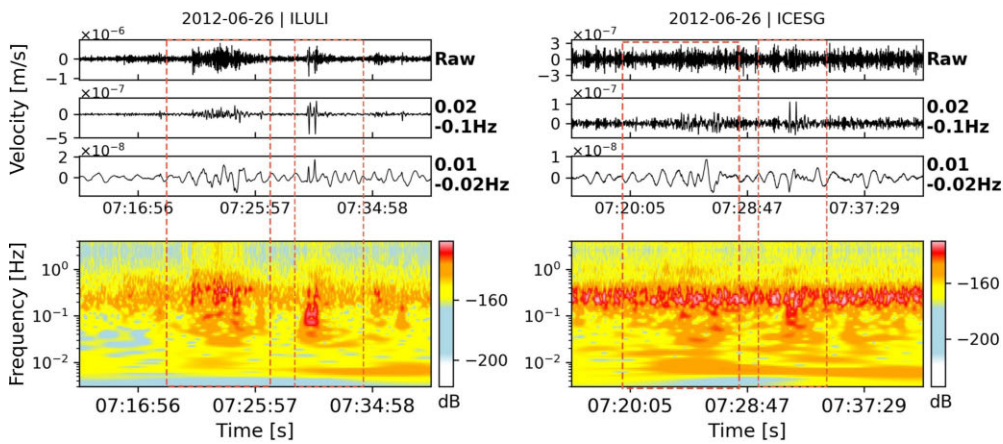 2012-06-26 | ILULI
×10⁻⁶
0
−1
Raw
×10⁻⁷
0
−5
0.02
-0.1Hz
×10⁻⁸
2
0
0.01
-0.02Hz
07:16:56 07:25:57 07:34:58
Velocity [m/s]
10⁰
10⁻¹
10⁻²
Frequency [Hz]
07:16:56 07:25:57 07:34:58
Time [s]
−160
−200
dB
2012-06-26 | ICESG
×10⁻⁷
3
0
−3
Raw
×10⁻⁷
1
0
0.02
-0.1Hz
×10⁻⁸
1
0
0.01
-0.02Hz
07:20:05 07:28:47 07:37:29
10⁰
10⁻¹
10⁻²
07:20:05 07:28:47 07:37:29
Time [s]
−160
−200
dB